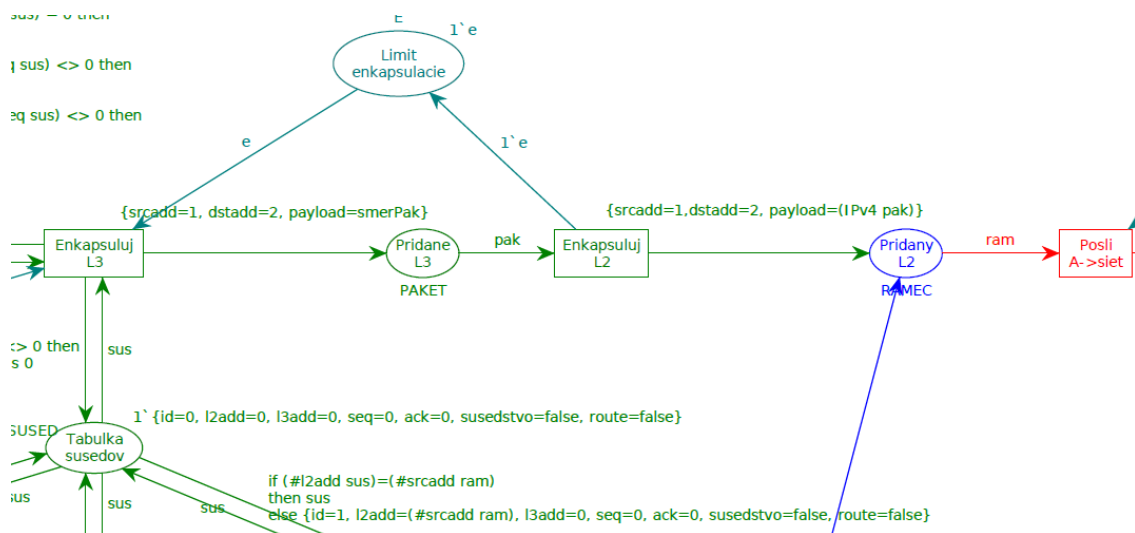 sus) = 0 then
E
1`e
Limit
enkapsulacie
q sus) <> 0 then
eq sus) <> 0 then
e
1`e
{srcadd=1, dstadd=2, payload=smerPak}
{srcadd=1,dstadd=2, payload=(IPv4 pak)}
Enkapsuluj
L3
Pridane
L3
pak
Enkapsuluj
L2
Pridany
L2
ram
Posli
A->siet
PAKET
RAMEC
<> 0 then
s 0
sus
1`{id=0, l2add=0, l3add=0, seq=0, ack=0, susedstvo=false, route=false}
SUSED
Tabulka
susedov
if (#l2add sus)=(#srcadd ram)
then sus
else {id=1, l2add=(#srcadd ram), l3add=0, seq=0, ack=0, susedstvo=false, route=false}
sus
sus
sus